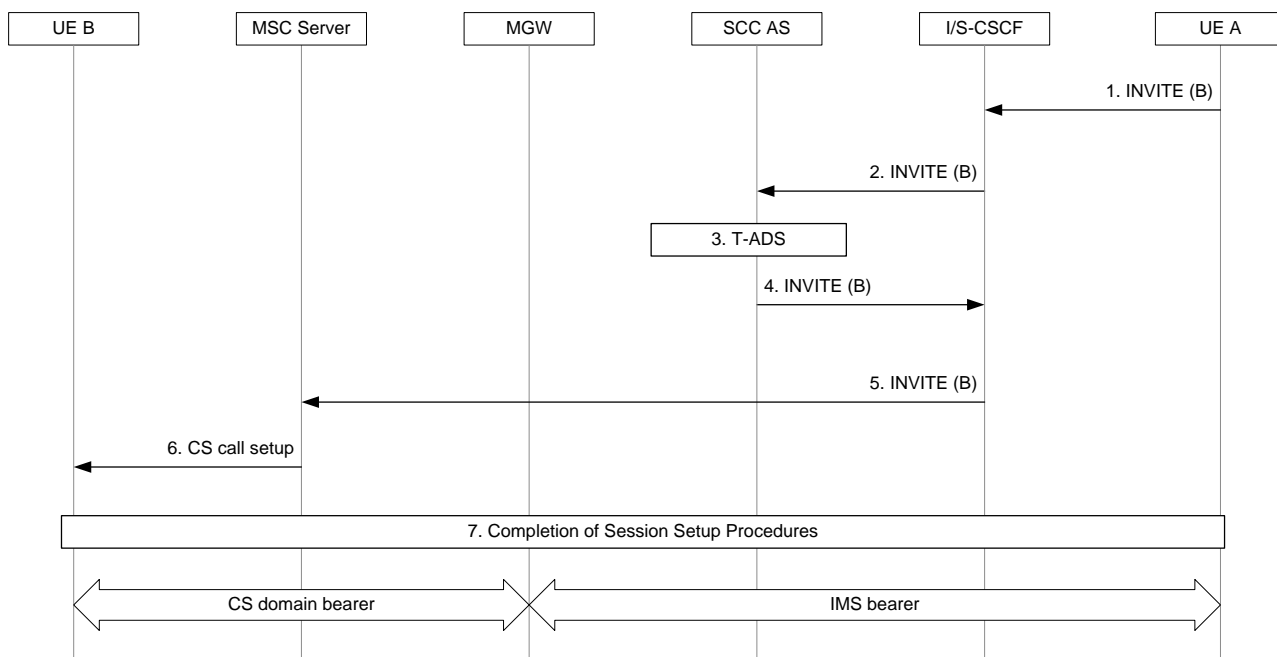 UE B
MSC Server
MGW
SCC AS
I/S-CSCF
UE A
1. INVITE (B)
2. INVITE (B)
3. T-ADS
4. INVITE (B)
5. INVITE (B)
6. CS call setup
7. Completion of Session Setup Procedures
CS domain bearer
IMS bearer